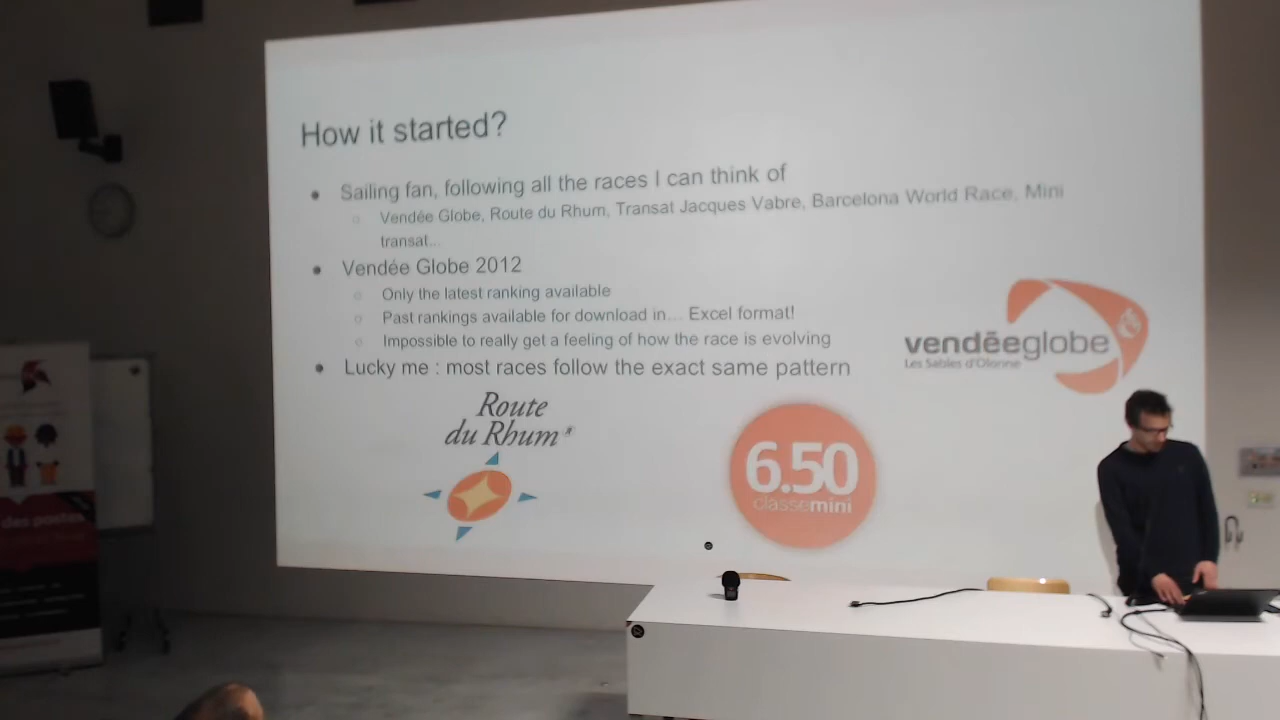 How it started?
Sailing fan, following all the races I can think of
Vendée Globe, Route du Rhum, Transat Jacques Vabre, Barcelona World Race, Mini
transat...
Vendée Globe 2012
Only the latest ranking available
Past rankings available for download in... Excel format!
Impossible to really get a feeling of how the race is evolving
Lucky me : most races follow the exact same pattern
vendéeglobe
Les Sables d'Olonne
Route
du Rhum
6.50
classemini
des postes